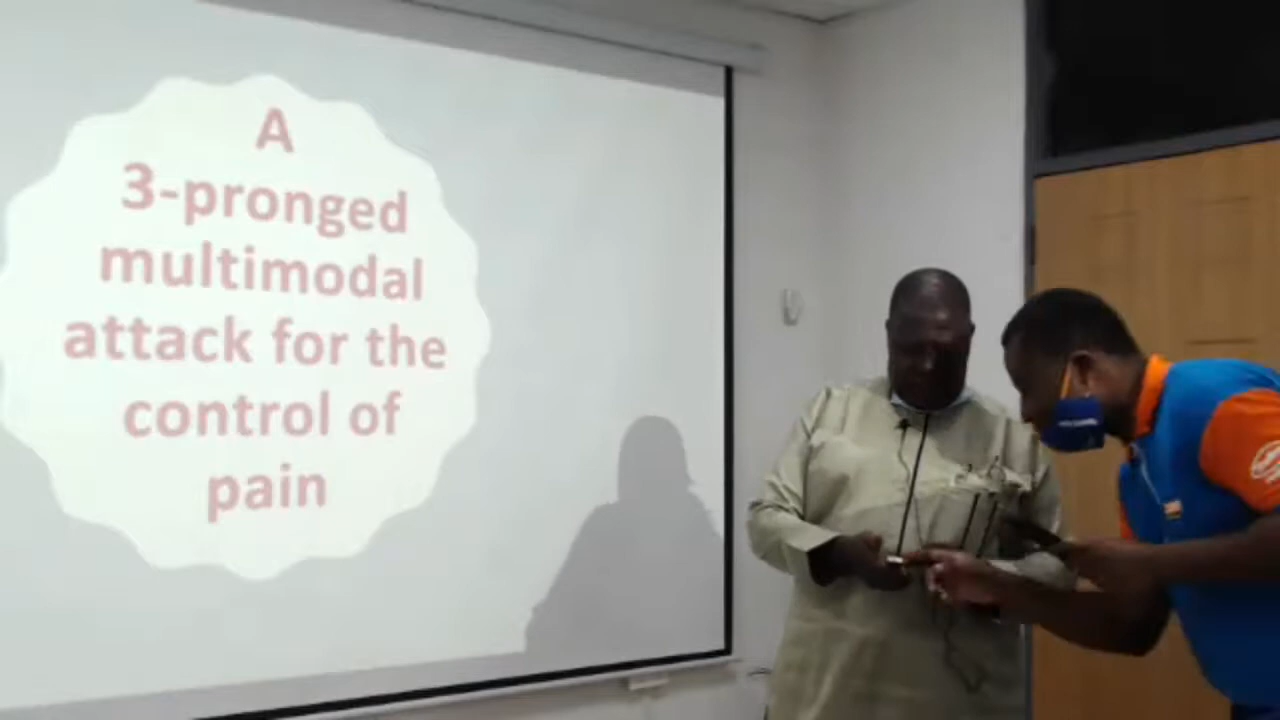 A
3-pronged
multimodal
attack for the
control of
pain